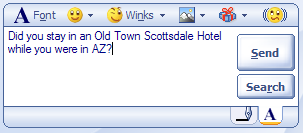 A Font Winks
Did you stay in an Old Town Scottsdale Hotel
while you were in AZ?
Send
Search
A